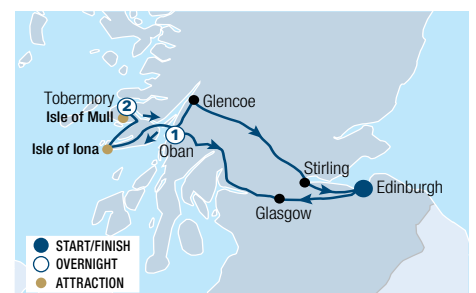 Tobermory
2
Isle of Mull
Glencoe
Isle of Iona
1
Oban
Stirling
Edinburgh
Glasgow
START/FINISH
OVERNIGHT
ATTRACTION